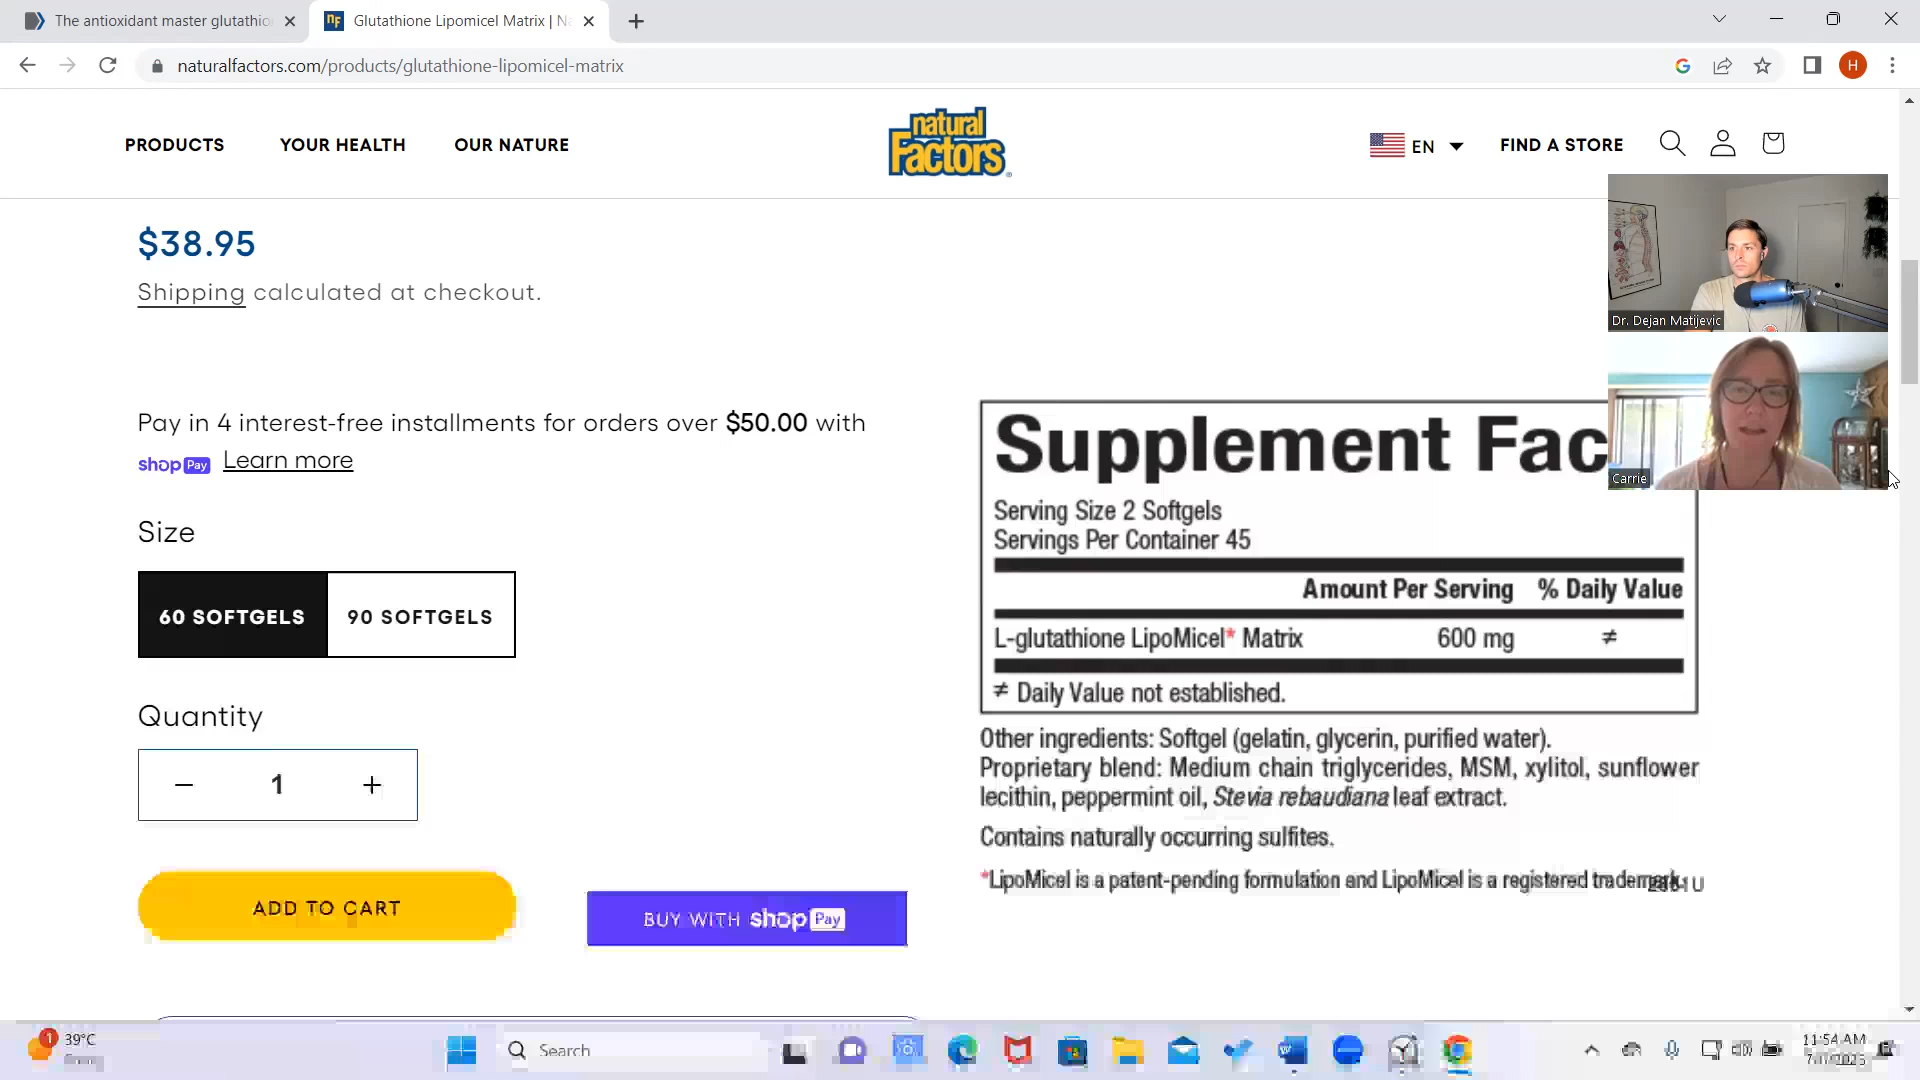 The antioxidant master glutathio
Glutathione Lipomicel Matrix | N
naturalfactors.com/products/glutathione-lipomicel-matrix
H
PRODUCTS
YOUR HEALTH
OUR NATURE
natural
Factors
EN
FIND A STORE
$38.95
Shipping calculated at checkout.
Dr. Dejan Matijevic
Carrie
Pay in 4 interest-free installments for orders over $50.00 with
shop Pay Learn more
Size
60 SOFTGELS
90 SOFTGELS
Quantity
1
ADD TO CART
BUY WITH shop Pay
Supplement Fac
Serving Size 2 Softgels
Servings Per Container 45
Amount Per Serving % Daily Value
L-glutathione LipoMicel* Matrix 600 mg ≠
≠ Daily Value not established.
Other ingredients: Softgel (gelatin, glycerin, purified water).
Proprietary blend: Medium chain triglycerides, MSM, xylitol, sunflower
lecithin, peppermint oil, Stevia rebaudiana leaf extract.
Contains naturally occurring sulfites.
*LipoMicel is a patent-pending formulation and LipoMicel is a registered trademark.
1
39°C
Search
11:54 AM